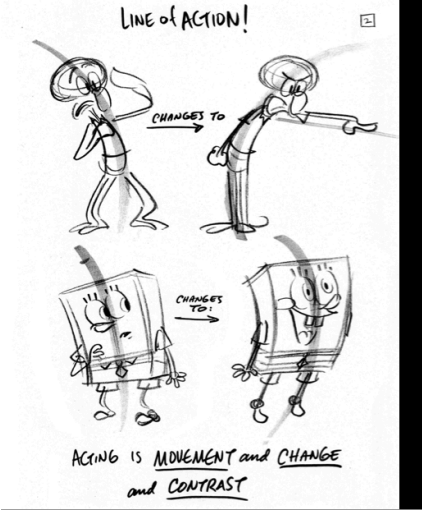 LINE of ACTION!
2
CHANGES TO
CHANGES
TO:
ACTING IS MOVEMENT and CHANGE
and CONTRAST